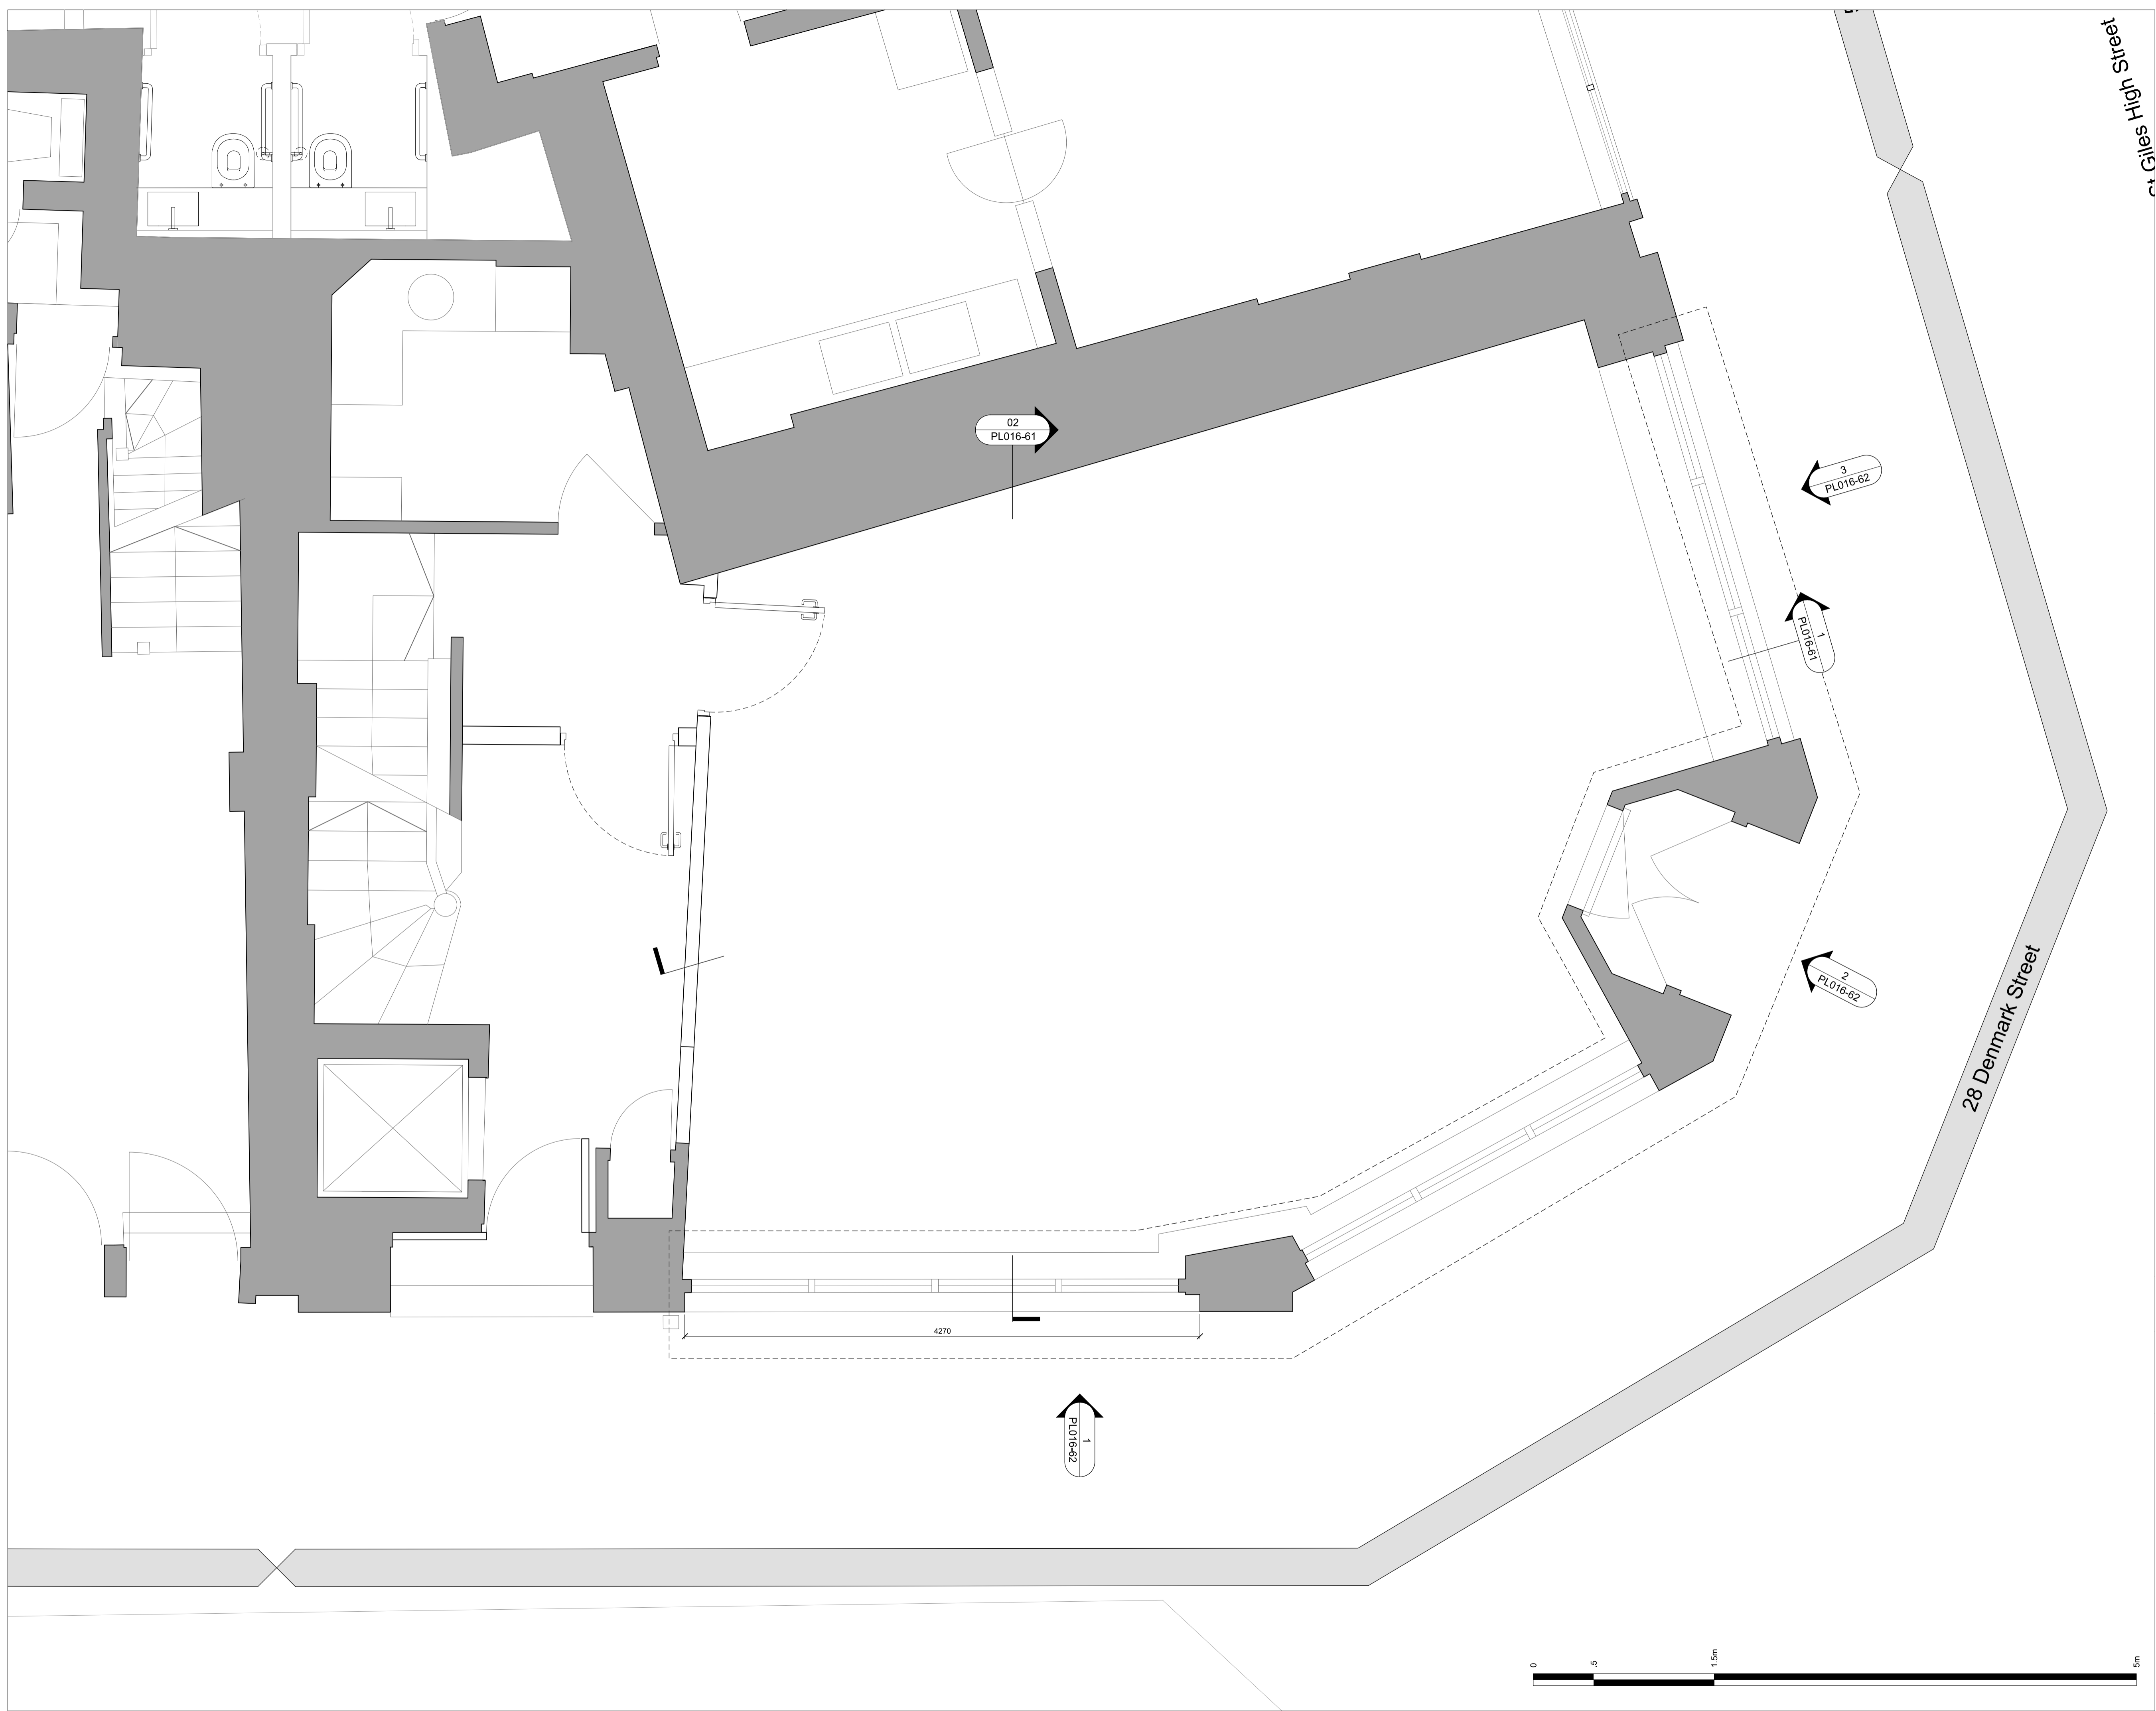 St Giles High Street
02
PL016-61
3
PL016-62
1
PL016-61
2
PL016-62
28 Denmark Street
4270
1
PL016-62
0
.5
1.5m
5m